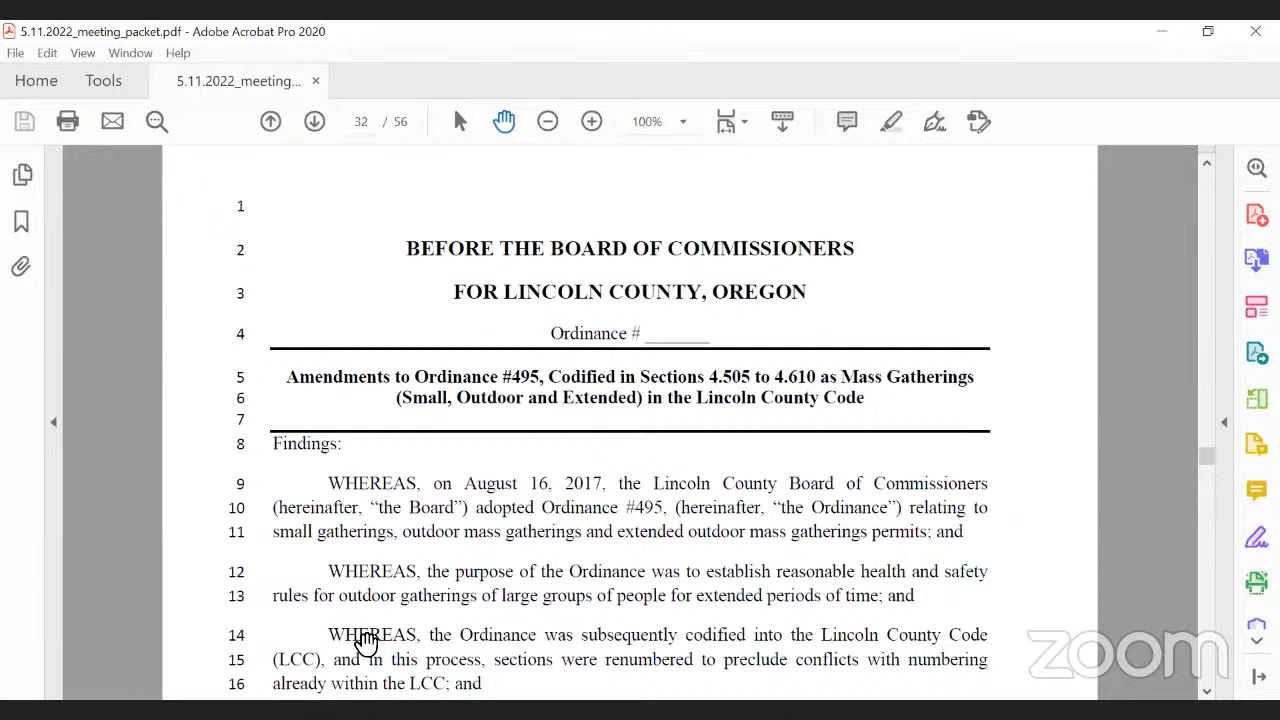 5.11.2022_meeting_packet.pdf - Adobe Acrobat Pro 2020
File Edit View Window Help
Home Tools 5.11.2022_meeting... ×
32 / 56 100%
1
2 BEFORE THE BOARD OF COMMISSIONERS
3 FOR LINCOLN COUNTY, OREGON
4 Ordinance # _______
5 Amendments to Ordinance #495, Codified in Sections 4.505 to 4.610 as Mass Gatherings
6 (Small, Outdoor and Extended) in the Lincoln County Code
7
8 Findings:
9 WHEREAS, on August 16, 2017, the Lincoln County Board of Commissioners
10 (hereinafter, “the Board”) adopted Ordinance #495, (hereinafter, “the Ordinance”) relating to
11 small gatherings, outdoor mass gatherings and extended outdoor mass gatherings permits; and
12 WHEREAS, the purpose of the Ordinance was to establish reasonable health and safety
13 rules for outdoor gatherings of large groups of people for extended periods of time; and
14 WHEREAS, the Ordinance was subsequently codified into the Lincoln County Code
15 (LCC), and in this process, sections were renumbered to preclude conflicts with numbering
16 already within the LCC; and
zoom